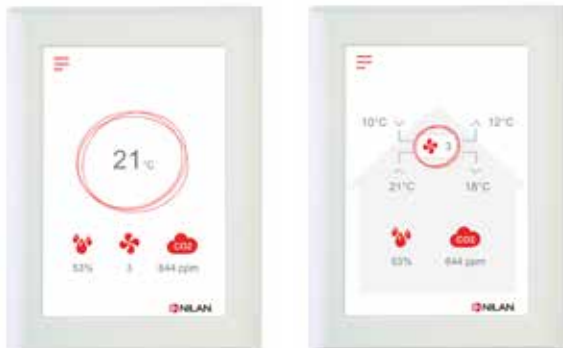 21 °C
CO2
53% 3 644 ppm
NILAN
10°C 12°C
3
21°C 18°C
CO2
53% 644 ppm
NILAN